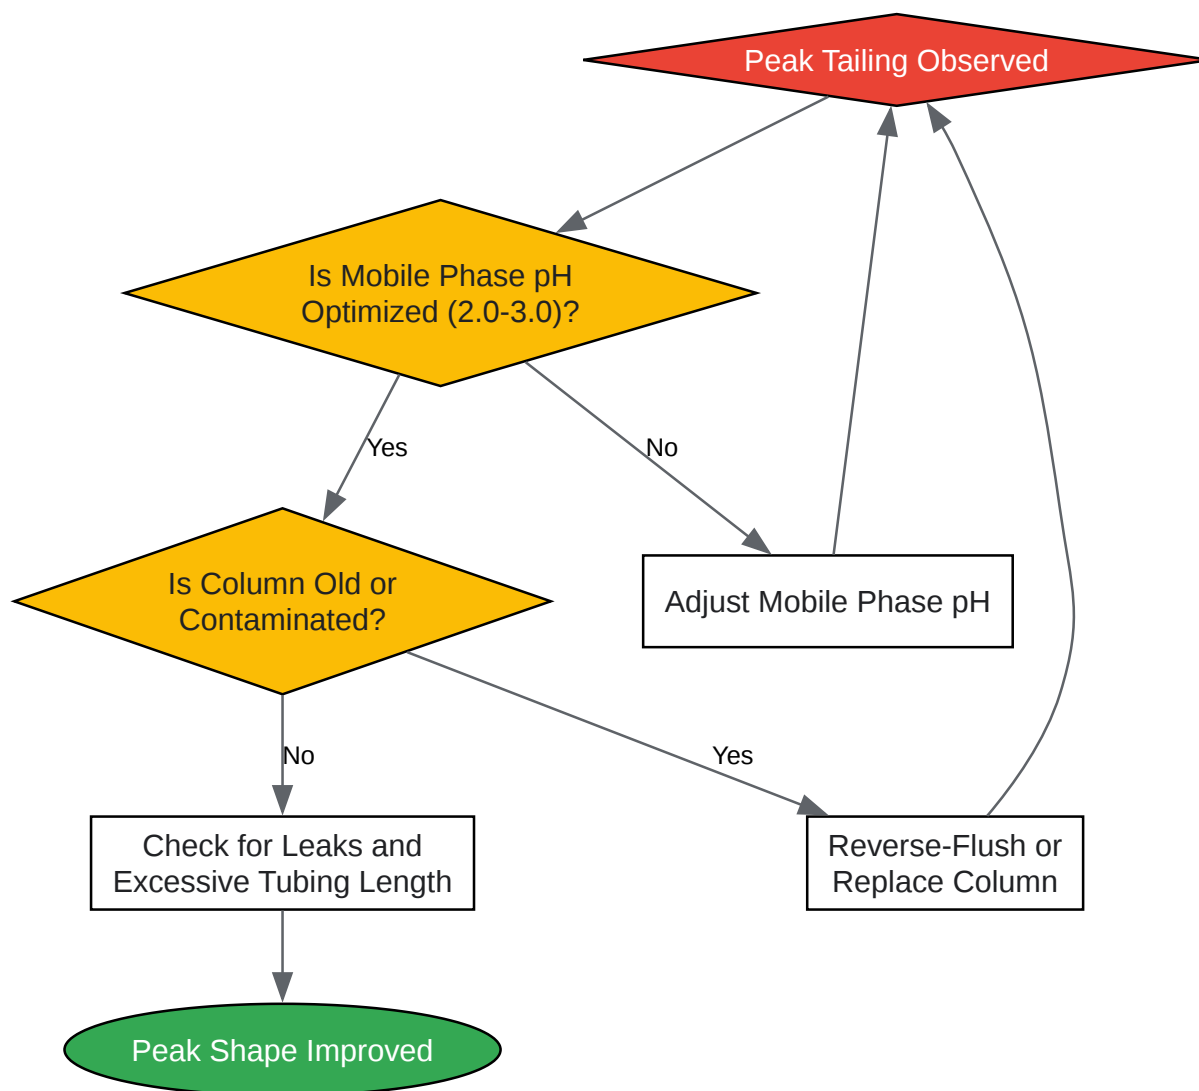 Peak Tailing Observed
Is Mobile Phase pH
Optimized (2.0-3.0)?
Yes
No
Is Column Old or
Contaminated?
Adjust Mobile Phase pH
No
Yes
Check for Leaks and
Excessive Tubing Length
Reverse-Flush or
Replace Column
Peak Shape Improved